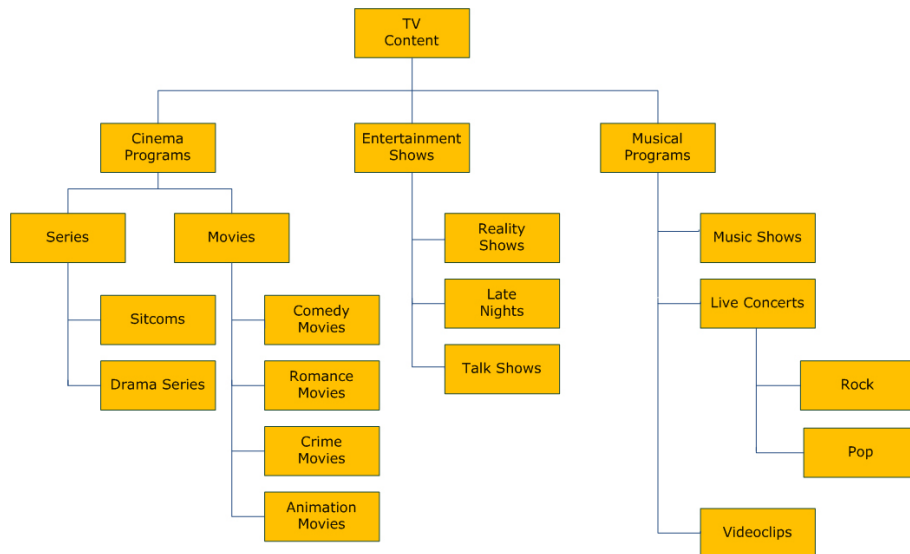 TV
Content
Cinema
Programs
Entertainment
Shows
Musical
Programs
Series
Movies
Reality
Shows
Music Shows
Sitcoms
Comedy
Movies
Late
Nights
Live Concerts
Drama Series
Romance
Movies
Talk Shows
Rock
Crime
Movies
Pop
Animation
Movies
Videoclips